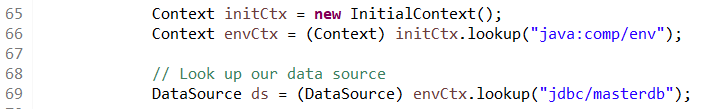 65 Context initCtx = new InitialContext();
66 Context envCtx = (Context) initCtx.lookup("java:comp/env");
67
68 // Look up our data source
69 DataSource ds = (DataSource) envCtx.lookup("jdbc/masterdb");